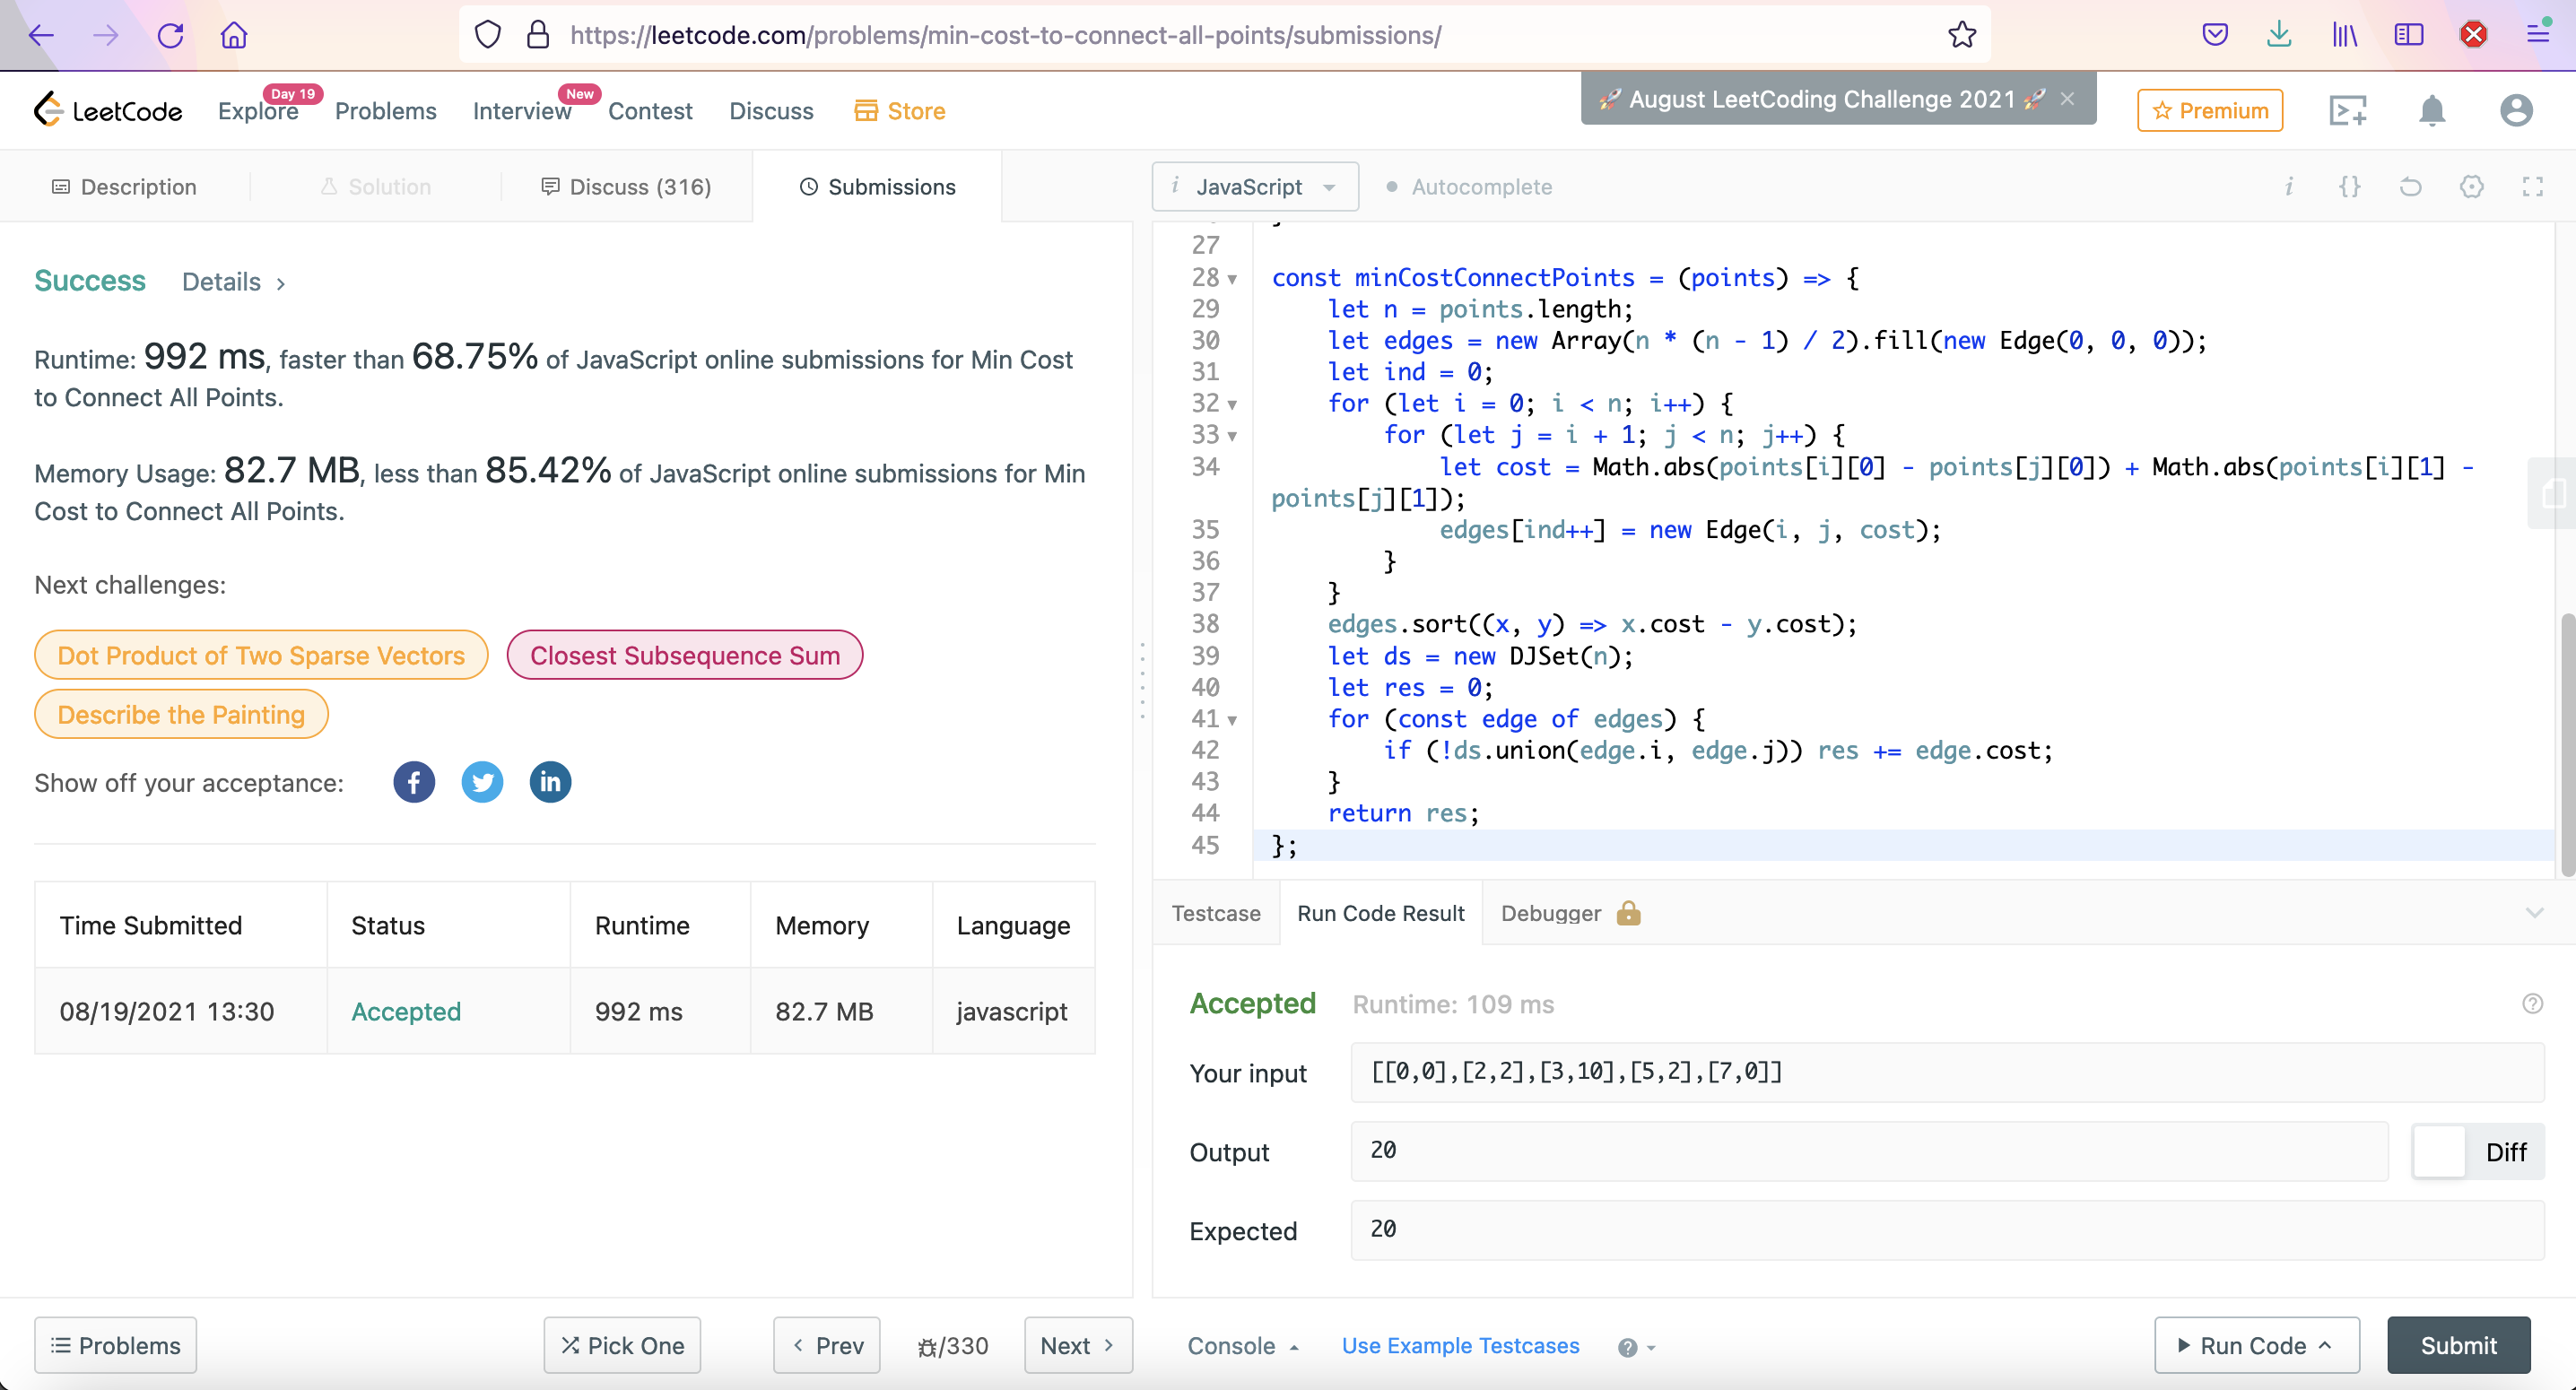 https://leetcode.com/problems/min-cost-to-connect-all-points/submissions/
LeetCode
Explore
Day 19
Problems
Interview
New
Contest
Discuss
Store
🚀 August LeetCoding Challenge 2021 🚀 ×
Premium
Description
Solution
Discuss (316)
Submissions
Success Details >
Runtime: 992 ms, faster than 68.75% of JavaScript online submissions for Min Cost
to Connect All Points.
Memory Usage: 82.7 MB, less than 85.42% of JavaScript online submissions for Min
Cost to Connect All Points.
Next challenges:
Dot Product of Two Sparse Vectors
Closest Subsequence Sum
Describe the Painting
Show off your acceptance:
Time Submitted Status Runtime Memory Language
08/19/2021 13:30 Accepted 992 ms 82.7 MB javascript
Problems
Pick One
< Prev
/330
Next >
i JavaScript
Autocomplete
27
28 const minCostConnectPoints = (points) => {
29     let n = points.length;
30     let edges = new Array(n * (n - 1) / 2).fill(new Edge(0, 0, 0));
31     let ind = 0;
32     for (let i = 0; i < n; i++) {
33         for (let j = i + 1; j < n; j++) {
34             let cost = Math.abs(points[i][0] - points[j][0]) + Math.abs(points[i][1] -
points[j][1]);
35             edges[ind++] = new Edge(i, j, cost);
36         }
37     }
38     edges.sort((x, y) => x.cost - y.cost);
39     let ds = new DJSet(n);
40     let res = 0;
41     for (const edge of edges) {
42         if (!ds.union(edge.i, edge.j)) res += edge.cost;
43     }
44     return res;
45 };
Testcase
Run Code Result
Debugger
Accepted Runtime: 109 ms
Your input [[0,0],[2,2],[3,10],[5,2],[7,0]]
Output 20
Diff
Expected 20
Console
Use Example Testcases
Run Code
Submit